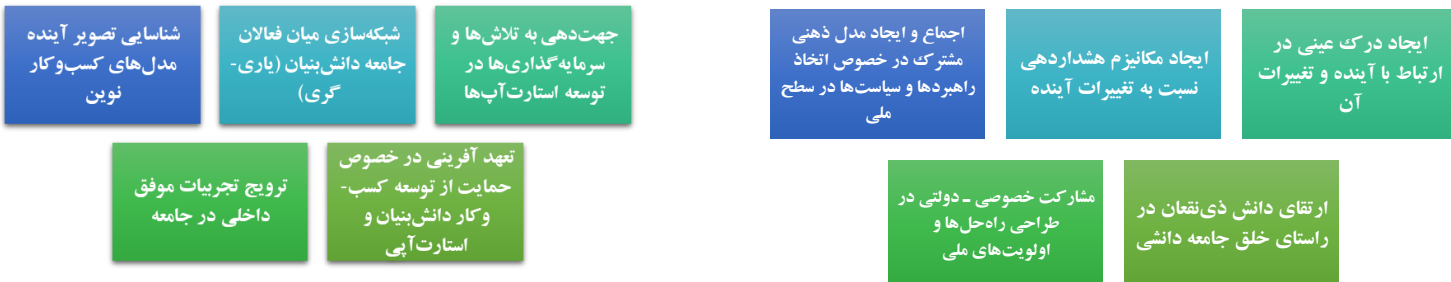 ایجاد درک عینی در
ارتباط با آینده و تغییرات
آن
ایجاد مکانیزم هشداردهی
نسبت به تغییرات آینده
اجماع و ایجاد مدل ذهنی
مشترک در خصوص اتخاذ
راهبردها و سیاست‌ها در سطح
ملی
ارتقای دانش ذی‌نقعان در
راستای خلق جامعه دانشی
مشارکت خصوصی ـ دولتی در
طراحی راه‌حل‌ها و
اولویت‌های ملی
جهت‌دهی به تلاش‌ها و
سرمایه‌گذاری‌ها در
توسعه استارت‌آپ‌ها
شبکه‌سازی میان فعالان
جامعه دانش‌بنیان (یاری-
گری)
شناسایی تصویر آینده
مدل‌های کسب‌وکار
نوین
تعهد آفرینی در خصوص
حمایت از توسعه کسب-
وکار دانش‌بنیان و
استارت‌آپی
ترویج تجربیات موفق
داخلی در جامعه